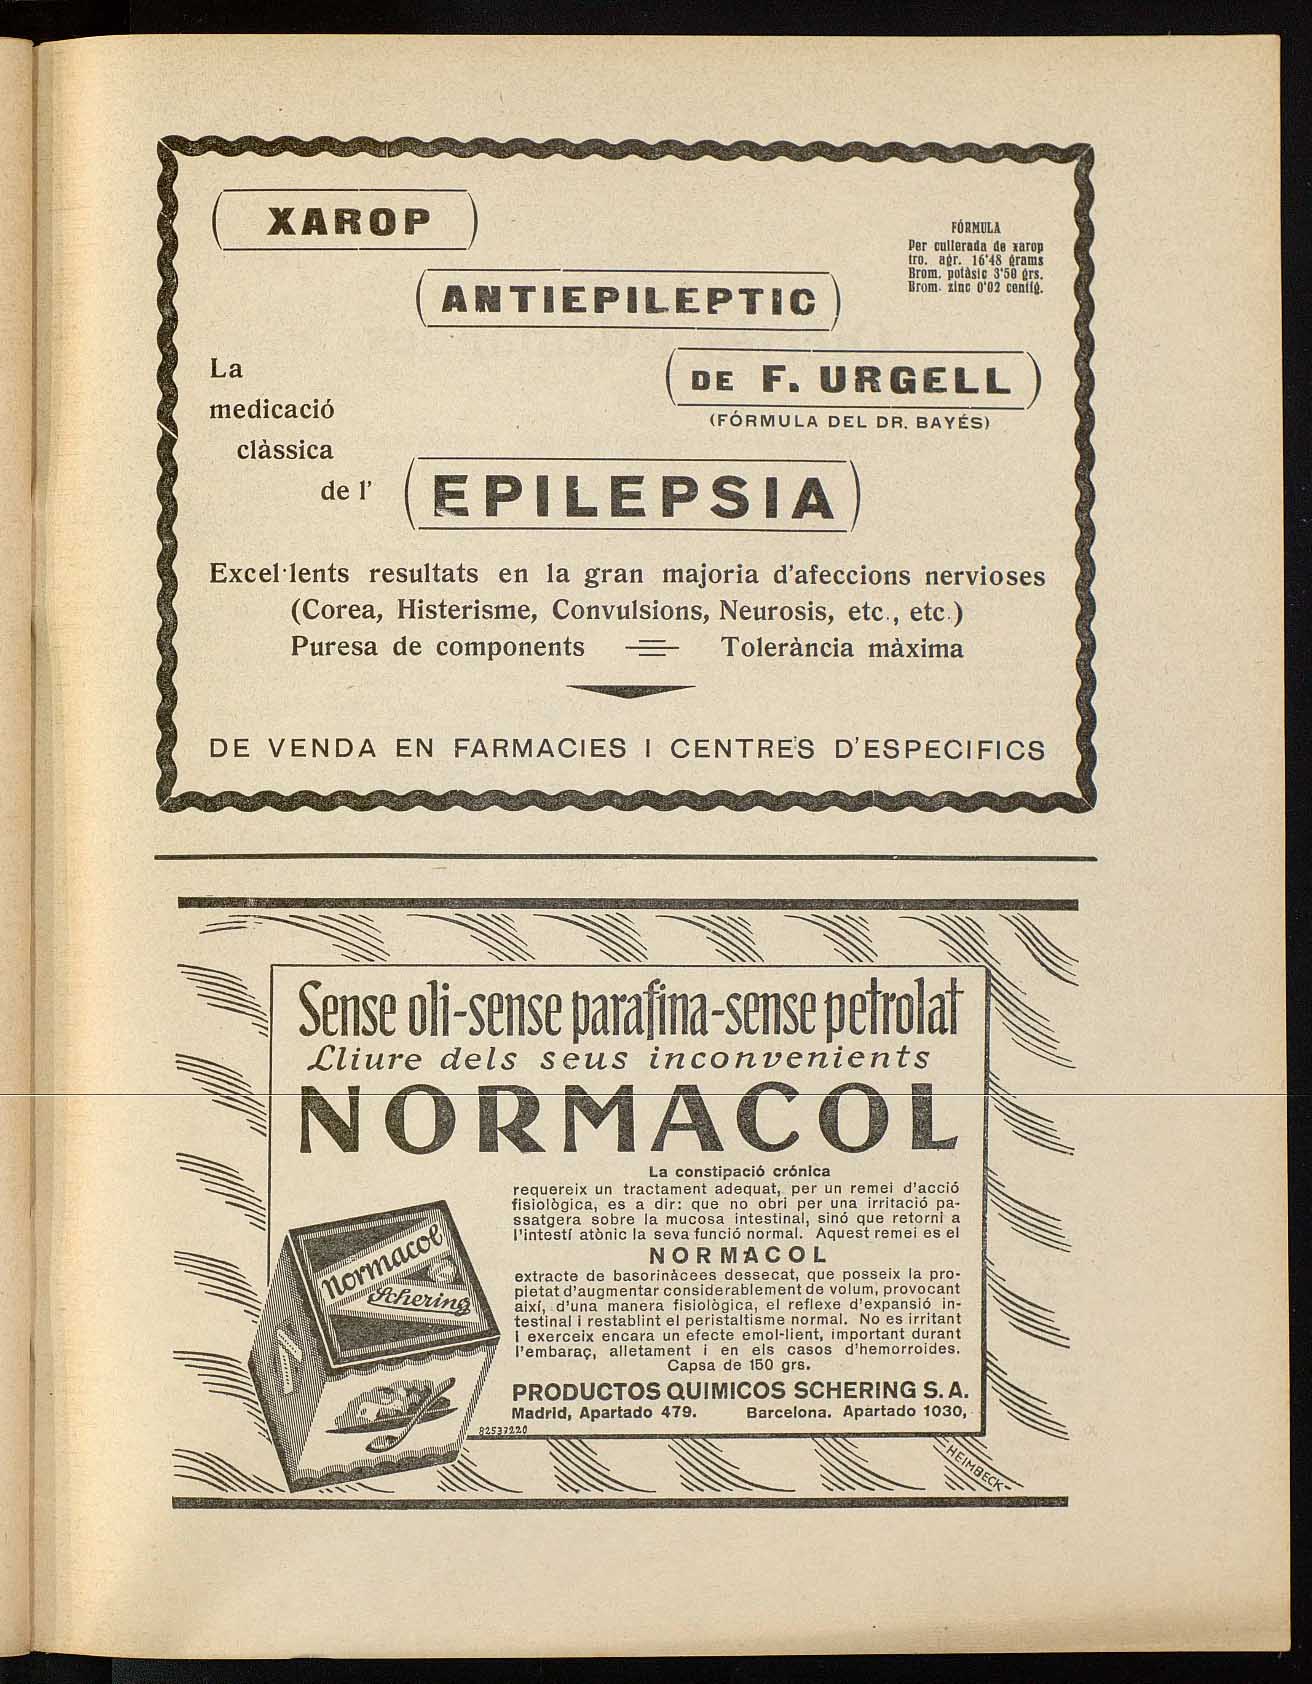 XAROP
ANTIEPILEPTIC
DE F. URGELL
(FÓRMULA DEL DR. BAYÉS)
FÓRMULA
Per cullerada de xarop
tro. agr. 16'48 grams
Brom. potàsic 3'50 grs.
Brom. zinc 0'02 centig.
La
medicació
clàssica
de l'
EPILEPSIA
Excel·lents resultats en la gran majoria d'afeccions nervioses
(Corea, Histerisme, Convulsions, Neurosis, etc., etc.)
Puresa de components Tolerància màxima
DE VENDA EN FARMACIES I CENTRES D'ESPECIFICS
Sense oli-sense parafina-sense petrolat
Lliure dels seus inconvenients
NORMACOL
La constipació crónica
requereix un tractament adequat, per un remei d'acció
fisiològica, es a dir: que no obri per una irritació pa-
ssatgera sobre la mucosa intestinal, sinó que retorni a
l'intestí atònic la seva funció normal. Aquest remei es el
NORMACOL
extracte de basorinàcees dessecat, que posseix la pro-
pietat d'augmentar considerablement de volum, provocant
així, d'una manera fisiològica, el reflexe d'expansió in-
testinal i restablint el peristaltisme normal. No es irritant
i exerceix encara un efecte emol-lient, important durant
l'embaraç, alletament i en els casos d'hemorroides.
Capsa de 150 grs.
PRODUCTOS QUIMICOS SCHERING S.A.
Madrid, Apartado 479. Barcelona. Apartado 1030,
Normacol
Schering
82533220
HEIMBECK